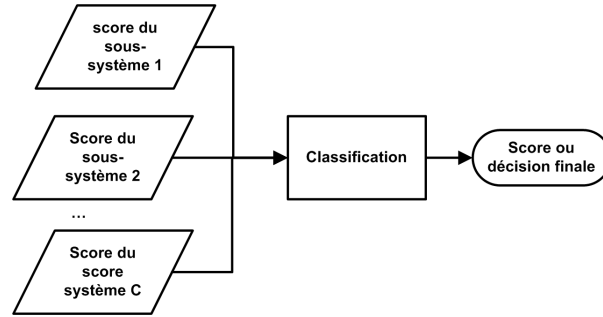 score du
sous-
système 1
Score du
sous-
système 2
...
Score du
score
système C
Classification
Score ou
décision finale